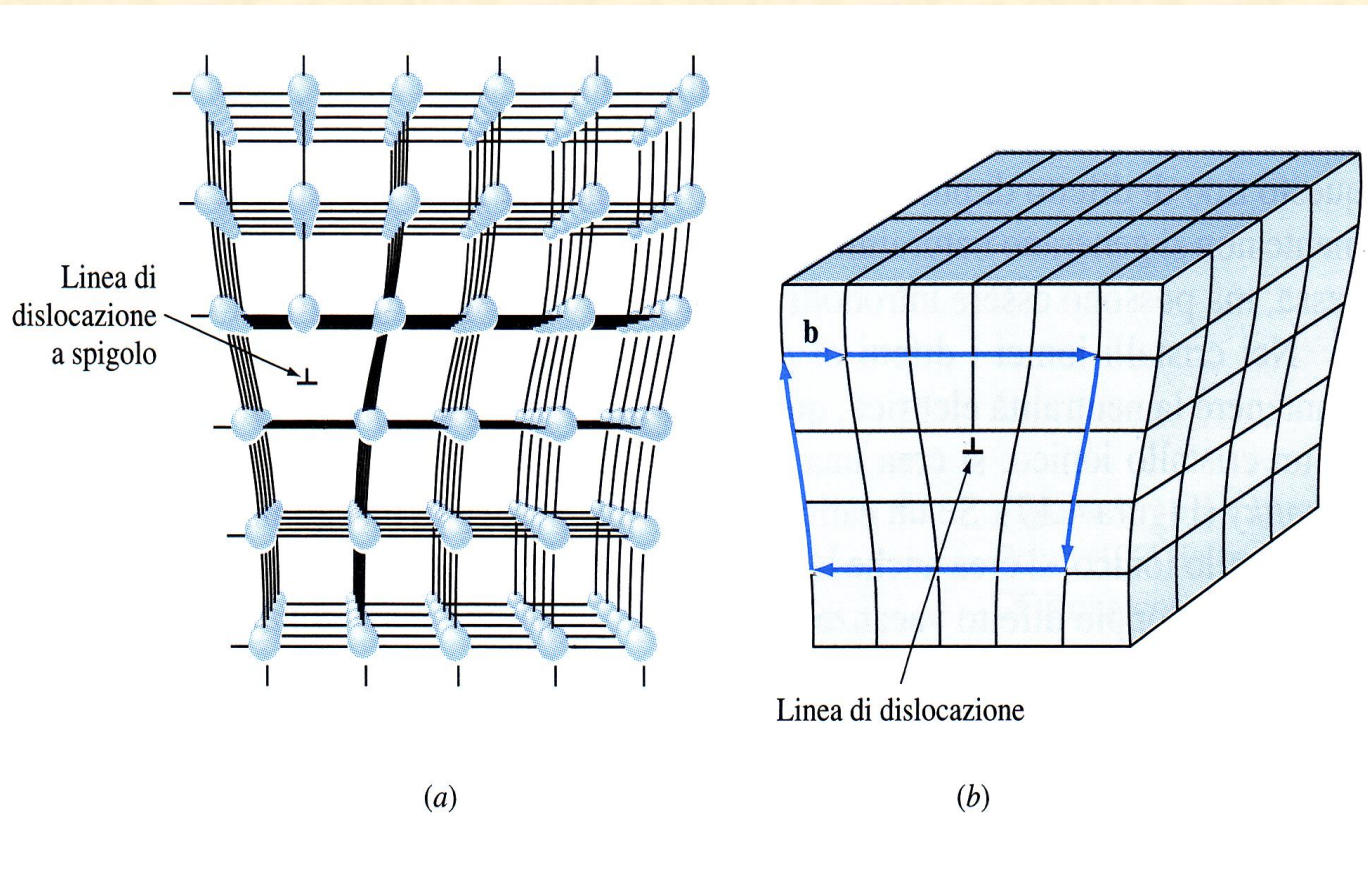 Linea di
dislocazione
a spigolo
b
Linea di dislocazione
(a)
(b)